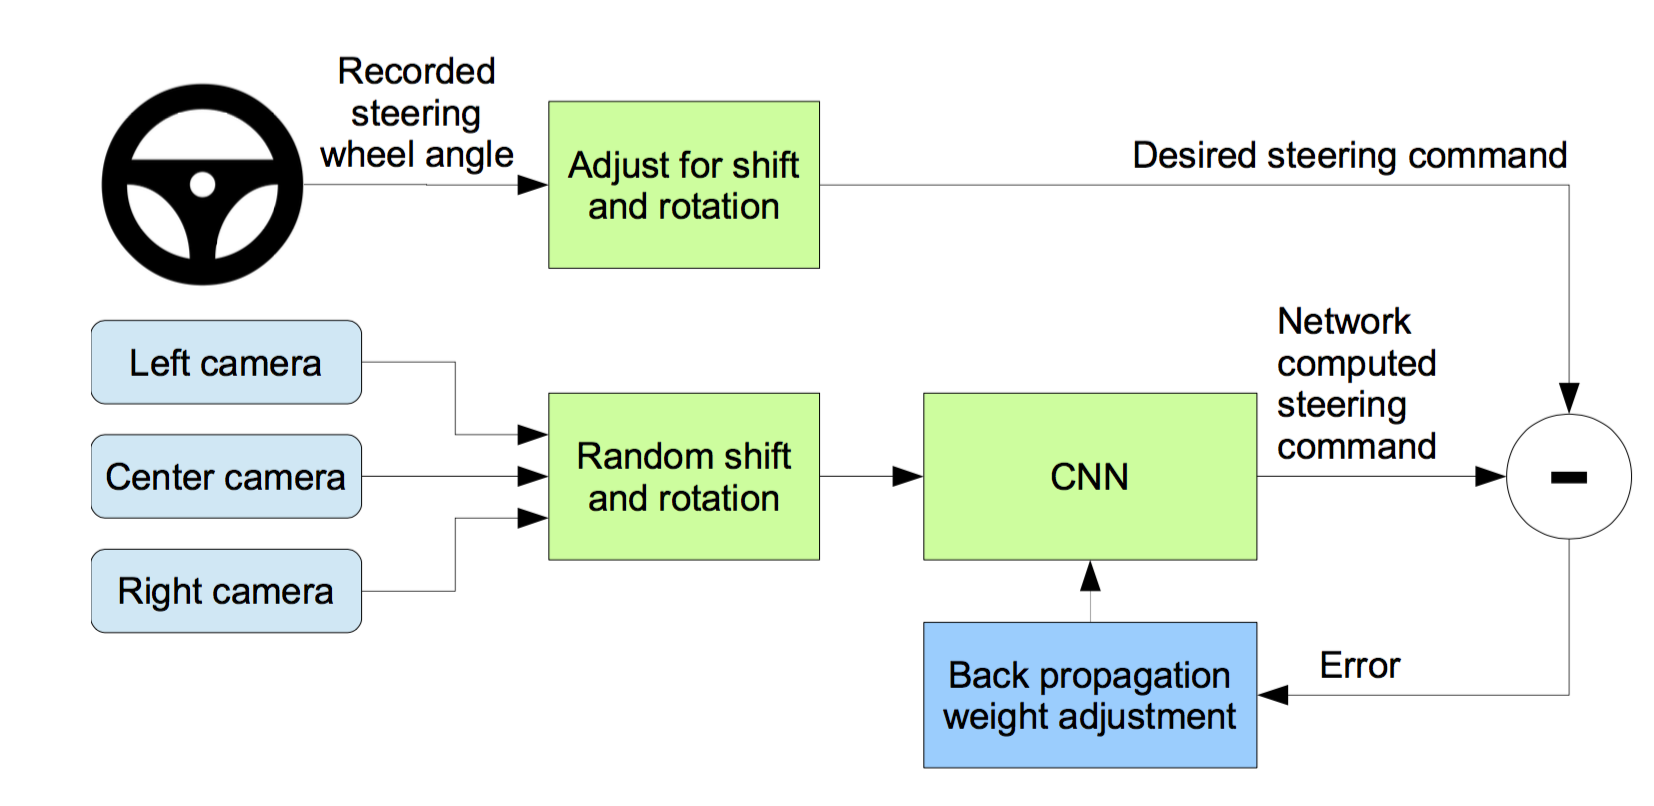 Recorded
steering
wheel angle
Adjust for shift
and rotation
Desired steering command
Left camera
Center camera
Right camera
Random shift
and rotation
CNN
Network
computed
steering
command
-
Back propagation
weight adjustment
Error